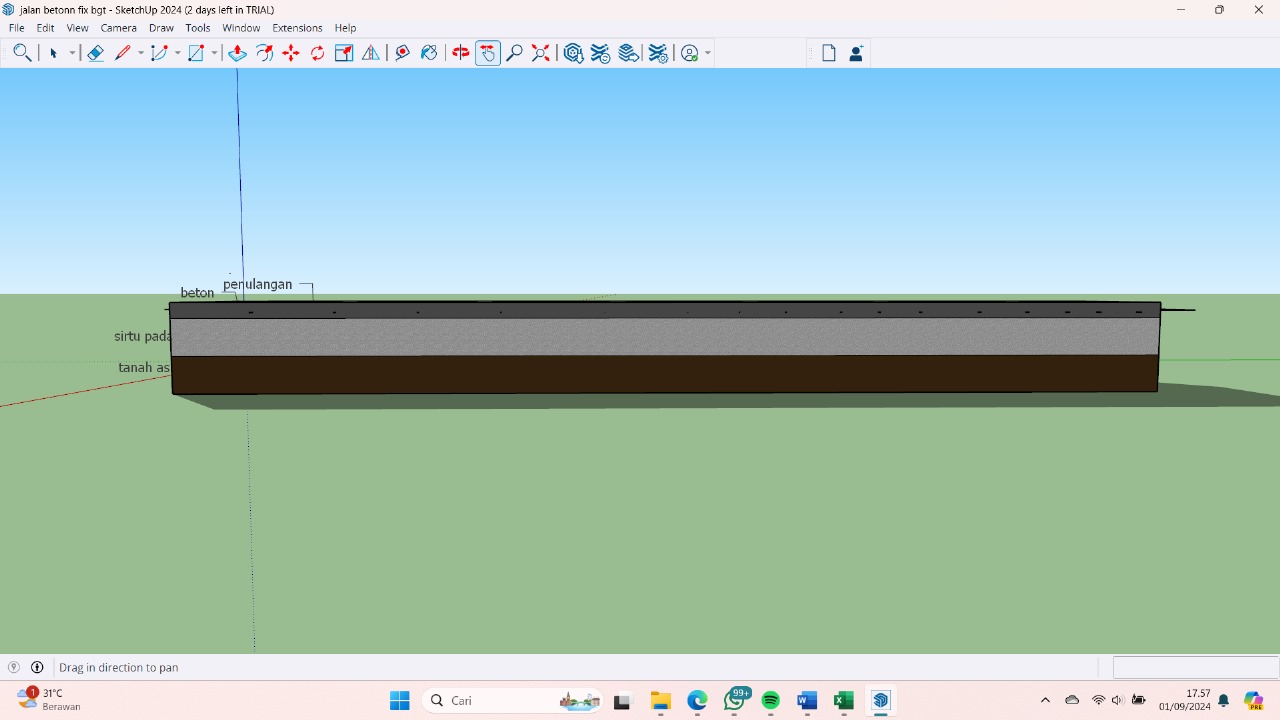 jalan betonn fix bgt - SketchUp 2024 (2 days left in TRIAL)
File Edit View Camera Draw Tools Window Extensions Help
penulangan
beton
sirtu pada
tanah as
Drag in direction to pan
1
31°C
Berawan
Cari
99+
17.57
01/09/2024
PRE